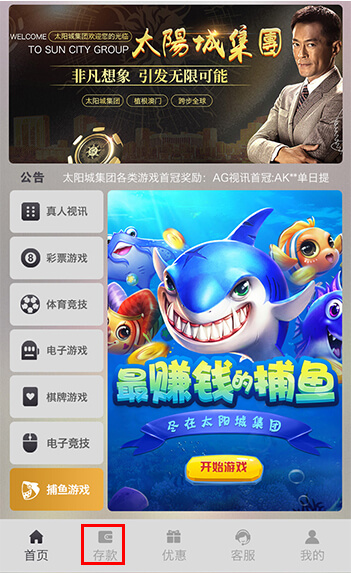 WELCOME 太阳城集团欢迎您的光临
TO SUN CITY GROUP 太陽城集團
非凡想象 引发无限可能
太阳城集团 植根澳门 跨步全球
公告 太阳城集团各类游戏首冠奖励：AG视讯首冠:AK**单日提
真人视讯
彩票游戏
体育竞技
电子游戏
棋牌游戏
电子竞技
捕鱼游戏
最赚钱的捕鱼
尽在太阳城集团
开始游戏
首页 存款 优惠 客服 我的